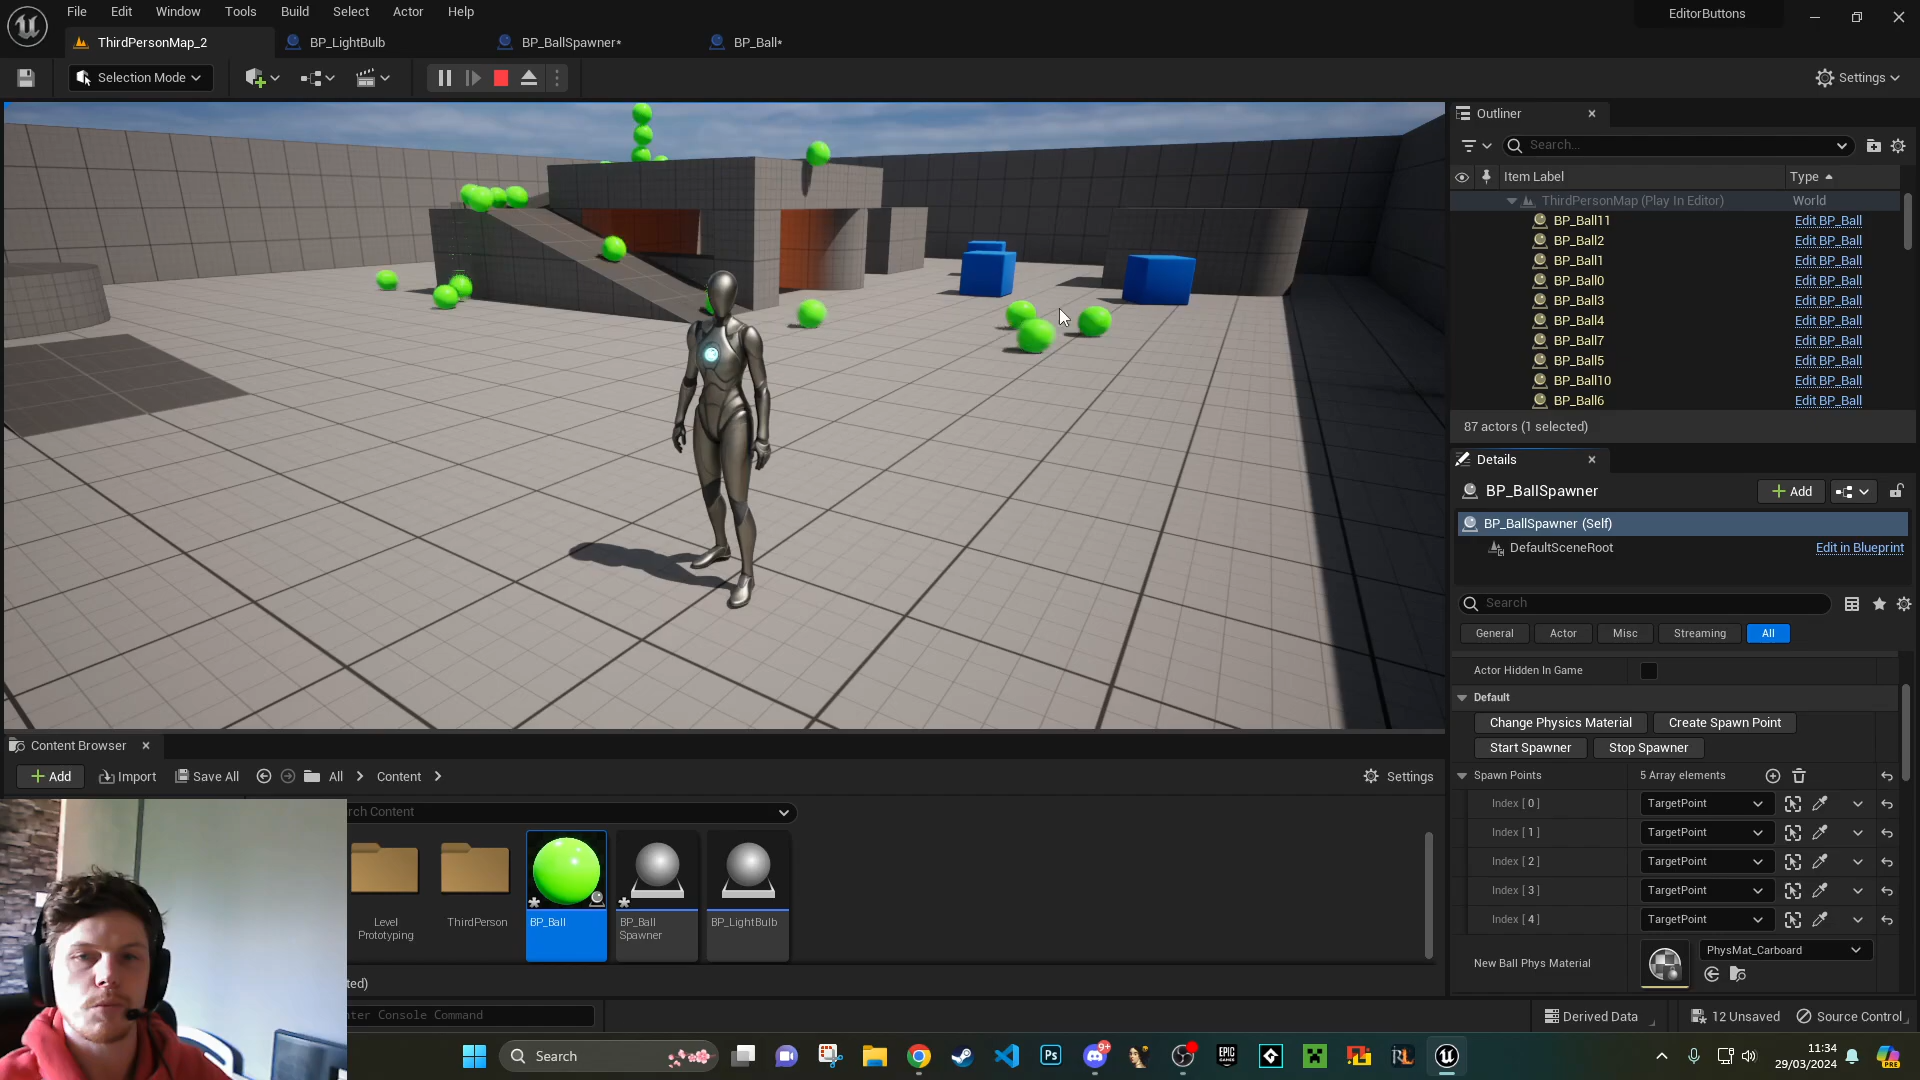 File Edit Window Tools Build Select Actor Help
EditorButtons
ThirdPersonMap_2 BP_LightBulb BP_BallSpawner* BP_Ball*
Selection Mode Settings
Outliner
Search...
Item Label Type
ThirdPersonMap (Play In Editor) World
BP_Ball11 Edit BP_Ball
BP_Ball2 Edit BP_Ball
BP_Ball1 Edit BP_Ball
BP_Ball0 Edit BP_Ball
BP_Ball3 Edit BP_Ball
BP_Ball4 Edit BP_Ball
BP_Ball7 Edit BP_Ball
BP_Ball5 Edit BP_Ball
BP_Ball10 Edit BP_Ball
BP_Ball6 Edit BP_Ball
87 actors (1 selected)
Details
BP_BallSpawner Add
BP_BallSpawner (Self)
DefaultSceneRoot Edit in Blueprint
Search
General Actor Misc Streaming All
Actor Hidden In Game
Default
Change Physics Material Create Spawn Point
Start Spawner Stop Spawner
Spawn Points 5 Array elements
Index [ 0 ] TargetPoint
Index [ 1 ] TargetPoint
Index [ 2 ] TargetPoint
Index [ 3 ] TargetPoint
Index [ 4 ] TargetPoint
New Ball Phys Material PhysMat_Carboard
Content Browser
Add Import Save All All Content Settings
rch Content
Level Prototyping
ThirdPerson
BP_Ball
BP_Ball Spawner
BP_LightBulb
ted)
nter Console Command
Derived Data 12 Unsaved Source Control
Search
Ps
9+
EPIC GAMES
RL
11:34
29/03/2024
PRE